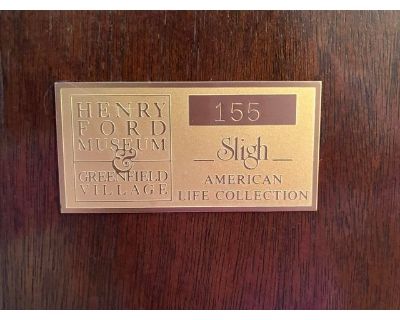 HENRY
FORD
MUSEUM
&
GREENFIELD
VILLAGE
155
Sligh
AMERICAN
LIFE COLLECTION